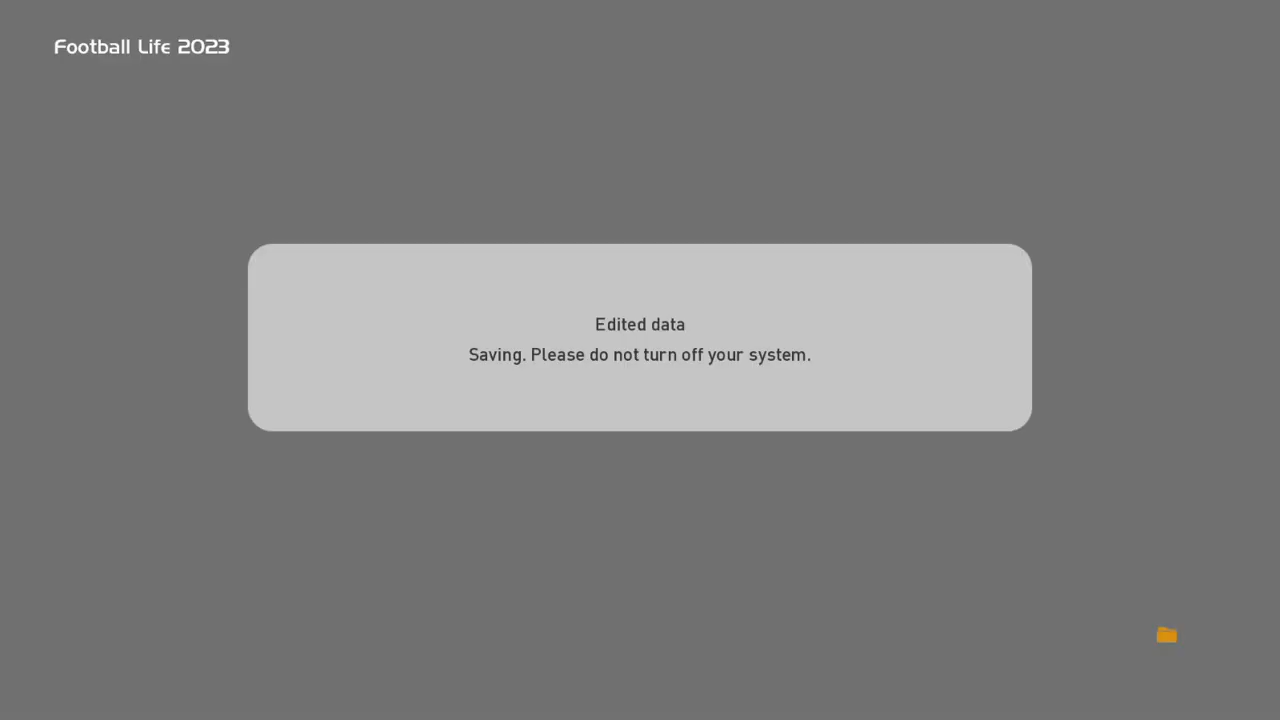 Football Life 2023
Edited data
Saving. Please do not turn off your system.